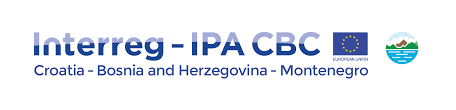 Interreg - IPA CBC
EUROPEAN UNION
Croatia - Bosnia and Herzegovina - Montenegro